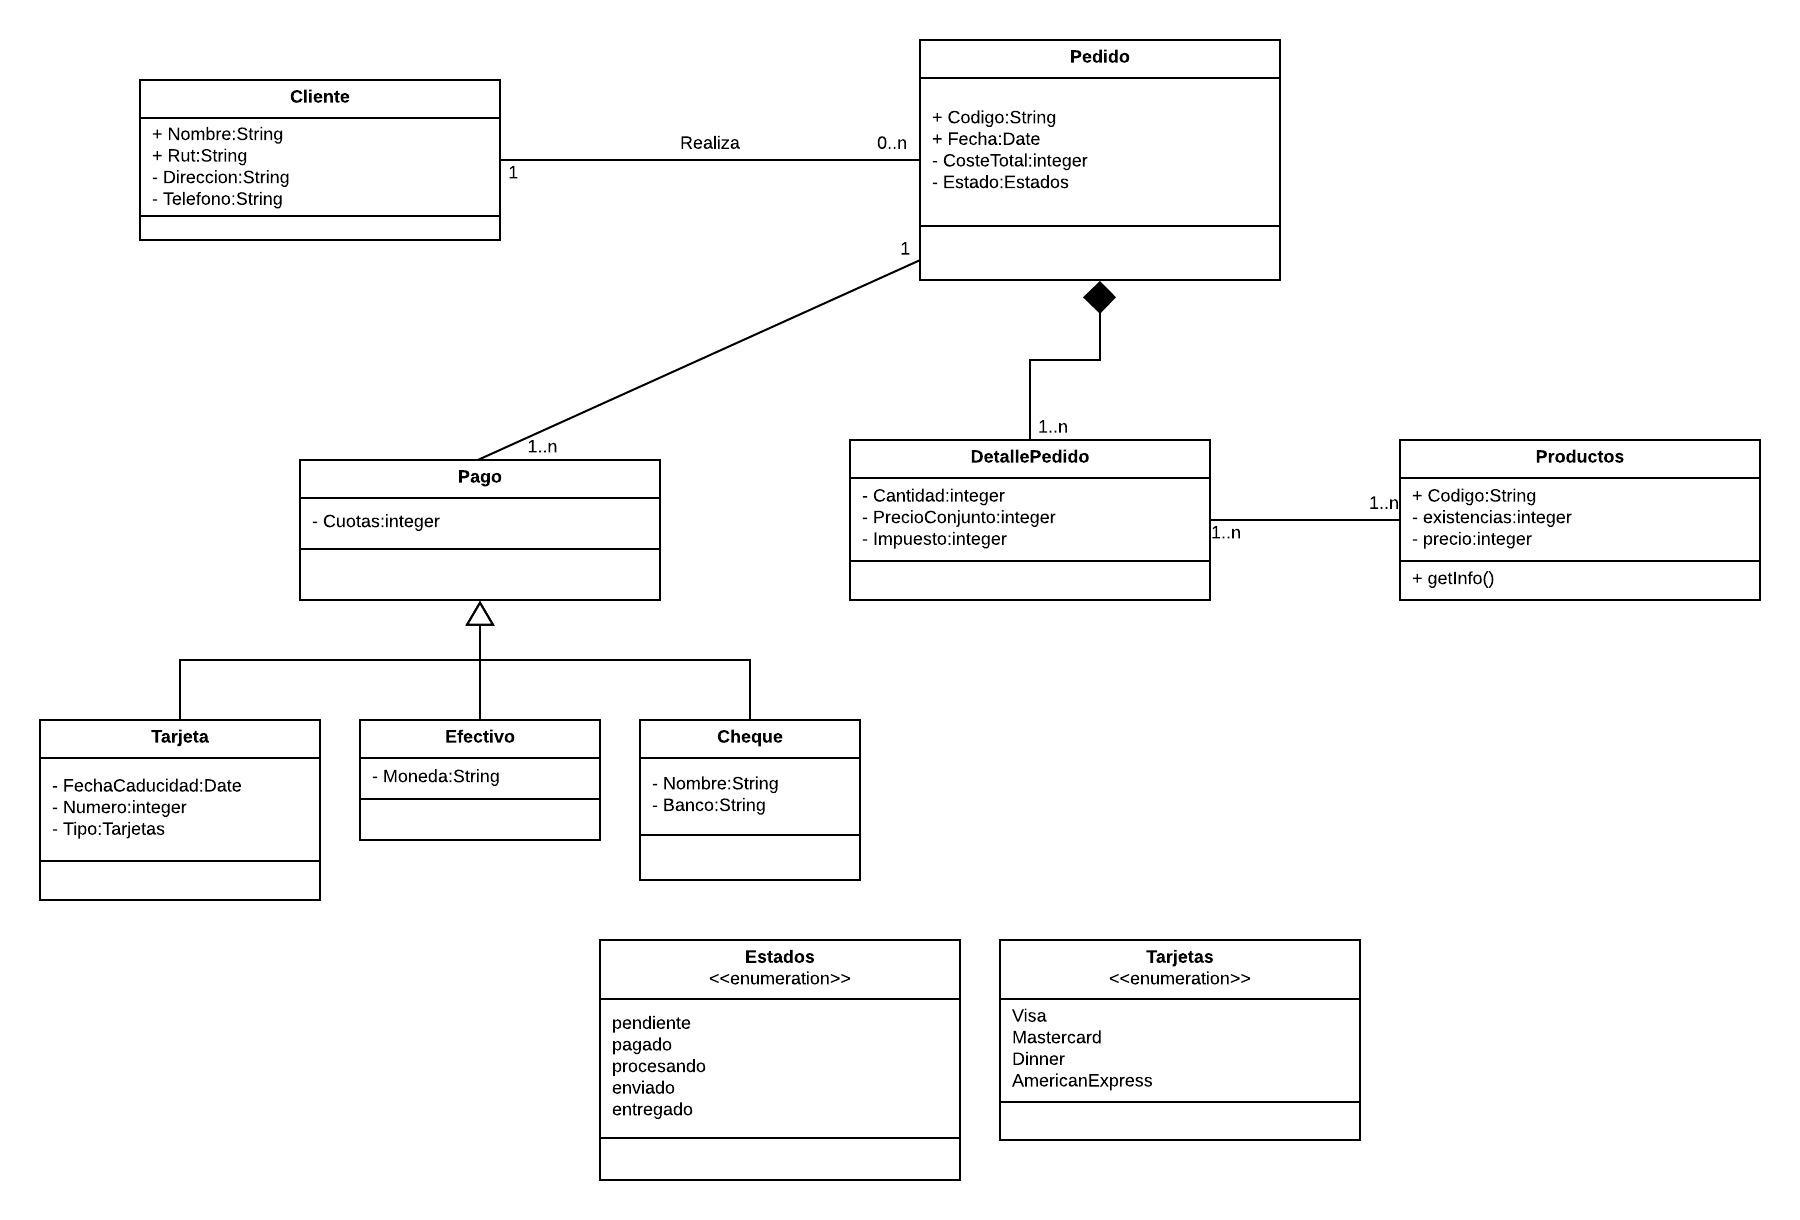 Pedido
+ Codigo:String
+ Fecha:Date
- CosteTotal:integer
- Estado:Estados
Cliente
+ Nombre:String
+ Rut:String
- Direccion:String
- Telefono:String
Realiza
0..n
1
1
1..n
1..n
Pago
- Cuotas:integer
DetallePedido
- Cantidad:integer
- PrecioConjunto:integer
- Impuesto:integer
1..n
1..n
Productos
+ Codigo:String
- existencias:integer
- precio:integer
+ getInfo()
Tarjeta
- FechaCaducidad:Date
- Numero:integer
- Tipo:Tarjetas
Efectivo
- Moneda:String
Cheque
- Nombre:String
- Banco:String
Estados
<<enumeration>>
pendiente
pagado
procesando
enviado
entregado
Tarjetas
<<enumeration>>
Visa
Mastercard
Dinner
AmericanExpress